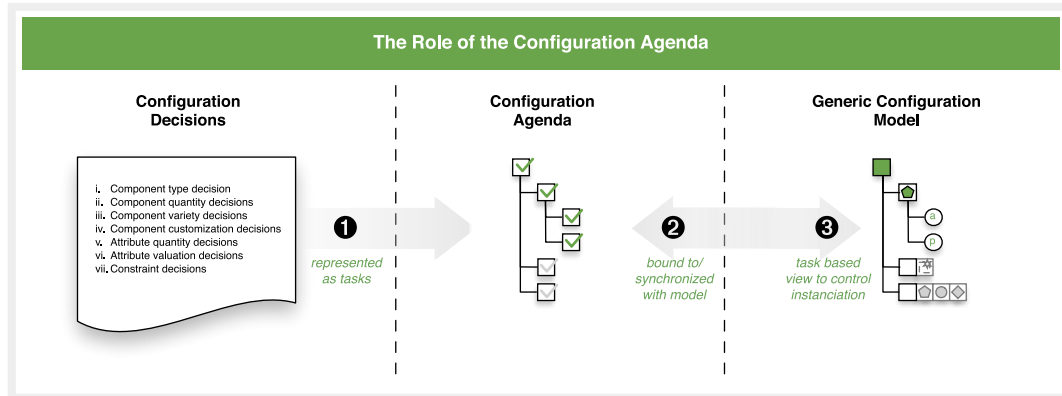 The Role of the Configuration Agenda
Configuration
Decisions
i. Component type decision
ii. Component quantity decisions
iii. Component variety decisions
iv. Component customization decisions
v. Attribute quantity decisions
vi. Attribute valuation decisions
vii. Constraint decisions
1
represented
as tasks
Configuration
Agenda
2
bound to/
synchronized
with model
3
task based
view to control
instanciation
Generic Configuration
Model
a
p